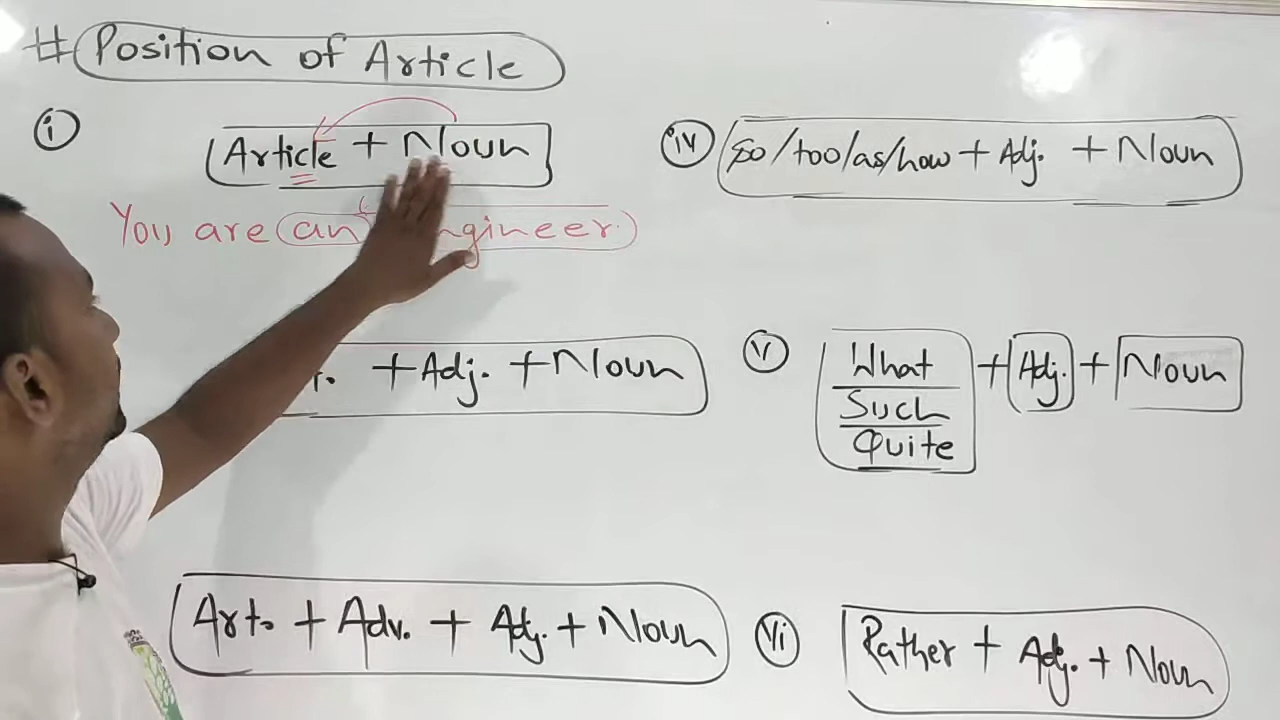 # Position of Article
i
Article + Noun
You are an engineer.
+ Adj. + Noun
Art. + Adv. + Adj. + Noun
iv so/too/as/how + Adj. + Noun
v What
Such
Quite
+ Adj. + Noun
vi Rather + Adj. + Noun